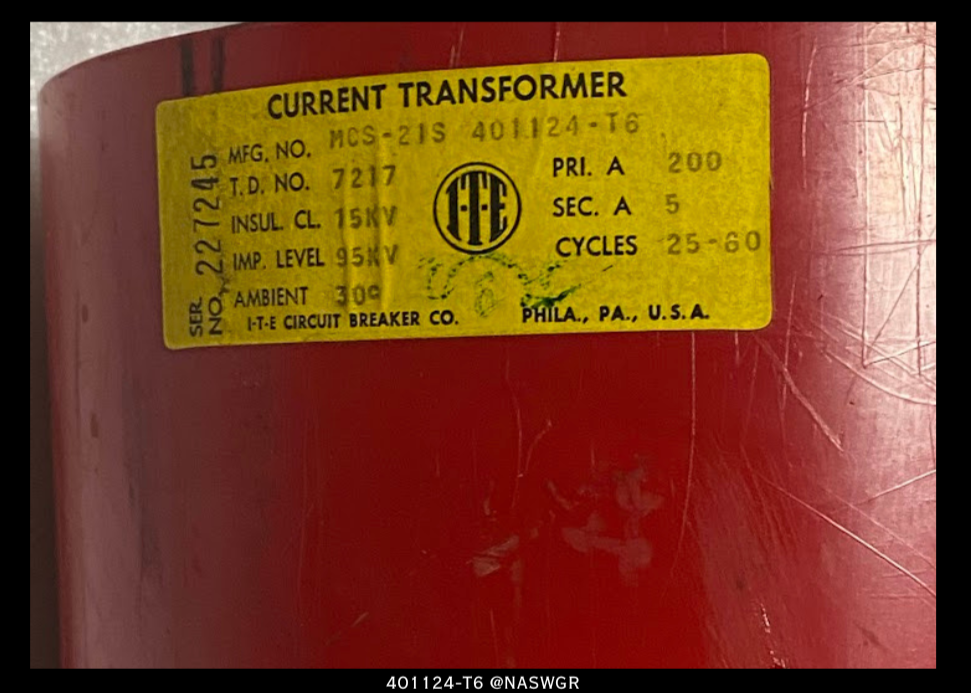 CURRENT TRANSFORMER
MFG. NO. MCS-21S 401124-T6
T.D. NO. 7217
PRI. A 200
INSUL. CL. 15KV
I-T-E
SEC. A 5
IMP. LEVEL 95KV
CYCLES 25-60
AMBIENT 30°
SER. NO. 227245
I-T-E CIRCUIT BREAKER CO. PHILA., PA., U.S.A.
401124-T6 @NASWGR